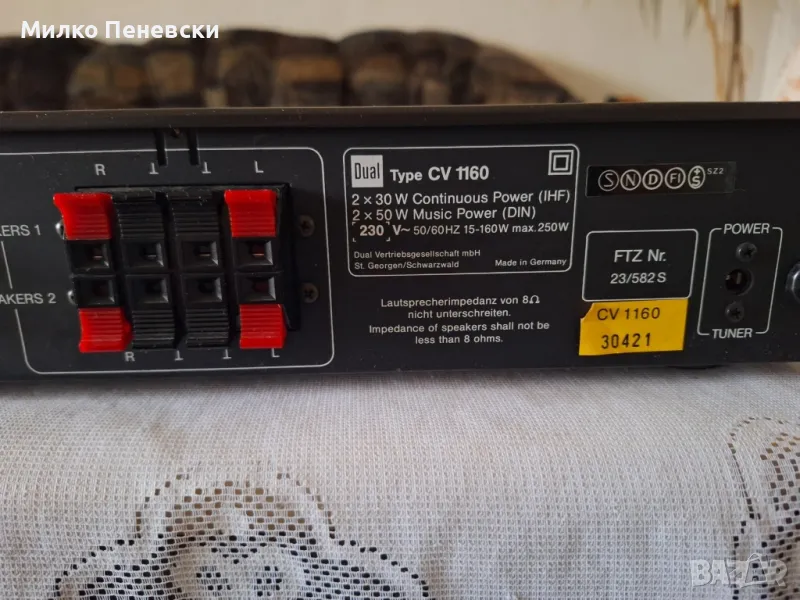 Милко Пеневски
R T T L
KERS 1
AKERS 2
R T T L
Dual Type CV 1160
2 × 30 W Continuous Power (IHF)
2 × 50 W Music Power (DIN)
230 V~ 50/60HZ 15-160W max. 250W
Dual Vertriebsgesellschaft mbH
St. Georgen/Schwarzwald Made in Germany
Lautsprecherimpedanz von 8Ω
nicht unterschreiten.
Impedance of speakers shall not be
less than 8 ohms.
S N D FI S SZ2
FTZ Nr.
23/582 S
CV 1160
30421
POWER
TUNER
BAZAR